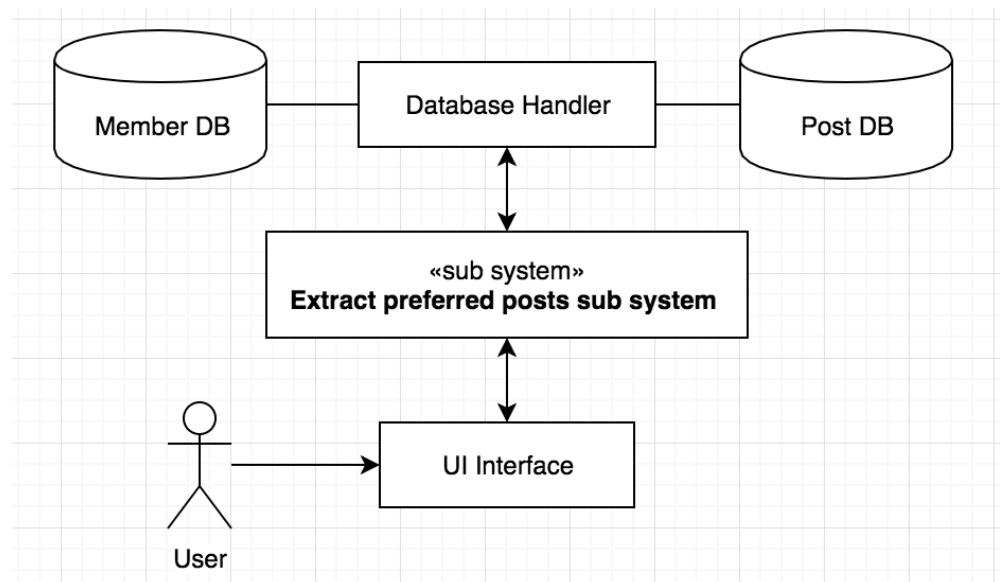 Member DB
Database Handler
Post DB
«sub system»
Extract preferred posts sub system
UI Interface
User